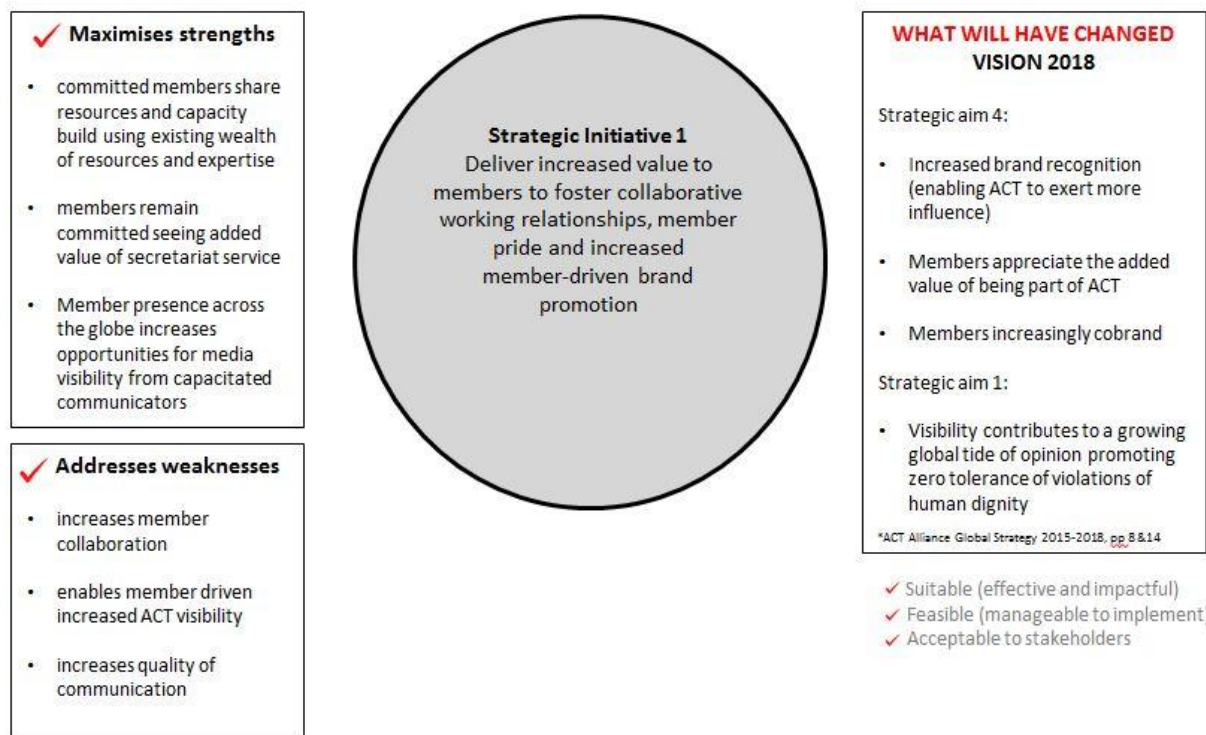 Maximises strengths
• committed members share
resources and capacity
build using existing wealth
of resources and expertise
• members remain
committed seeing added
value of secretariat service
• Member presence across
the globe increases
opportunities for media
visibility from capacitated
communicators
Addresses weaknesses
• increases member
collaboration
• enables member driven
increased ACT visibility
• increases quality of
communication
Strategic Initiative 1
Deliver increased value to
members to foster collaborative
working relationships, member
pride and increased
member-driven brand
promotion
WHAT WILL HAVE CHANGED
VISION 2018
Strategic aim 4:
• Increased brand recognition
(enabling ACT to exert more
influence)
• Members appreciate the added
value of being part of ACT
• Members increasingly cobrand
Strategic aim 1:
• Visibility contributes to a growing
global tide of opinion promoting
zero tolerance of violations of
human dignity
*ACT Alliance Global Strategy 2015-2018, pp 8&14
✓ Suitable (effective and impactful)
✓ Feasible (manageable to implement)
✓ Acceptable to stakeholders